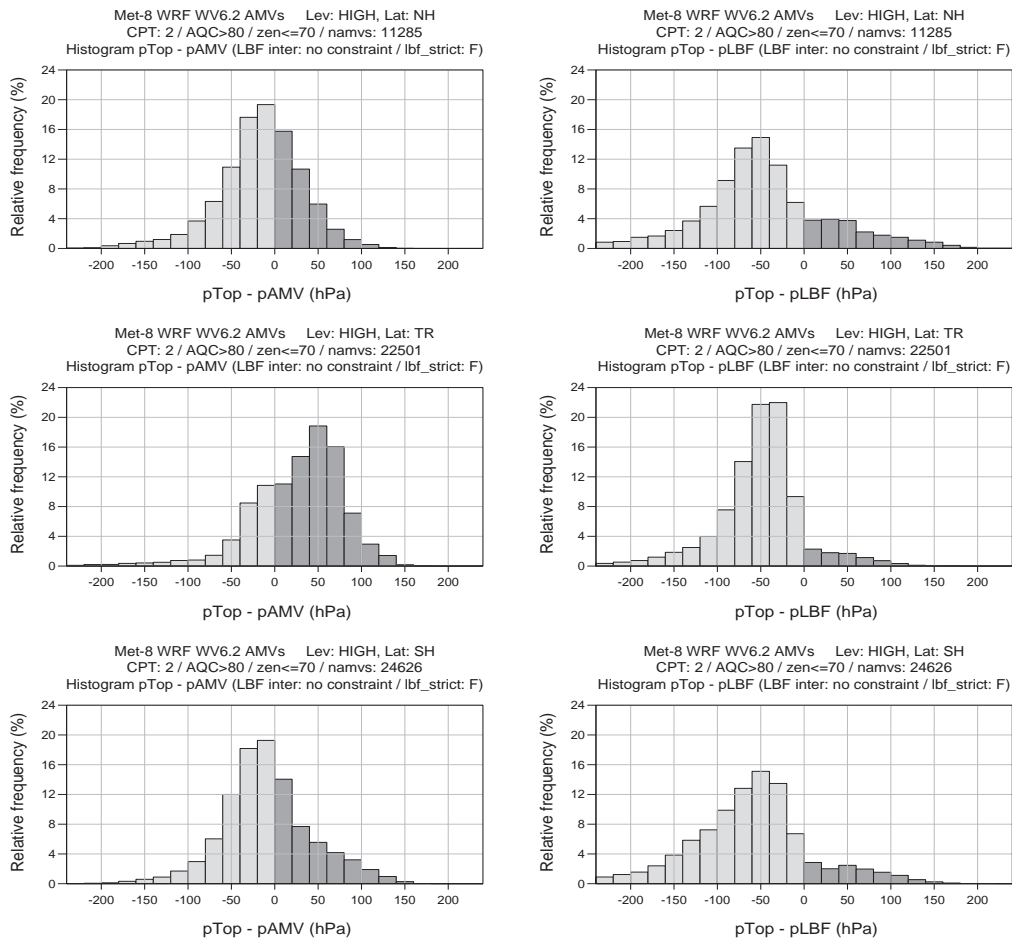 Met-8 WRF WV6.2 AMVs Lev: HIGH, Lat: NH
CPT: 2 / AQC>80 / zen<=70 / namvs: 11285
Histogram pTop - pAMV (LBF inter: no constraint / lbf_strict: F)
Relative frequency (%)
24
20
16
12
8
4
0
-200 -150 -100 -50 0 50 100 150 200
pTop - pAMV (hPa)
Met-8 WRF WV6.2 AMVs Lev: HIGH, Lat: NH
CPT: 2 / AQC>80 / zen<=70 / namvs: 11285
Histogram pTop - pLBF (LBF inter: no constraint / lbf_strict: F)
Relative frequency (%)
24
20
16
12
8
4
0
-200 -150 -100 -50 0 50 100 150 200
pTop - pLBF (hPa)
Met-8 WRF WV6.2 AMVs Lev: HIGH, Lat: TR
CPT: 2 / AQC>80 / zen<=70 / namvs: 22501
Histogram pTop - pAMV (LBF inter: no constraint / lbf_strict: F)
Relative frequency (%)
24
20
16
12
8
4
0
-200 -150 -100 -50 0 50 100 150 200
pTop - pAMV (hPa)
Met-8 WRF WV6.2 AMVs Lev: HIGH, Lat: TR
CPT: 2 / AQC>80 / zen<=70 / namvs: 22501
Histogram pTop - pLBF (LBF inter: no constraint / lbf_strict: F)
Relative frequency (%)
24
20
16
12
8
4
0
-200 -150 -100 -50 0 50 100 150 200
pTop - pLBF (hPa)
Met-8 WRF WV6.2 AMVs Lev: HIGH, Lat: SH
CPT: 2 / AQC>80 / zen<=70 / namvs: 24626
Histogram pTop - pAMV (LBF inter: no constraint / lbf_strict: F)
Relative frequency (%)
24
20
16
12
8
4
0
-200 -150 -100 -50 0 50 100 150 200
pTop - pAMV (hPa)
Met-8 WRF WV6.2 AMVs Lev: HIGH, Lat: SH
CPT: 2 / AQC>80 / zen<=70 / namvs: 24626
Histogram pTop - pLBF (LBF inter: no constraint / lbf_strict: F)
Relative frequency (%)
24
20
16
12
8
4
0
-200 -150 -100 -50 0 50 100 150 200
pTop - pLBF (hPa)